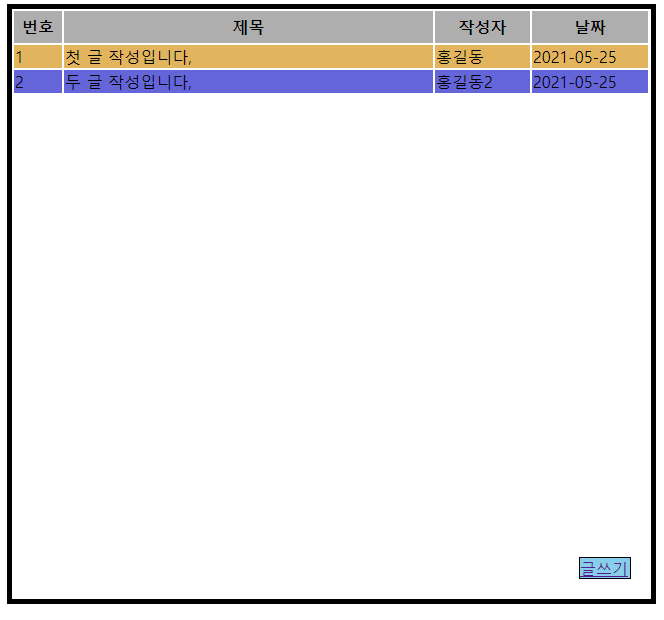 번호 제목 작성자 날짜
1 첫 글 작성입니다, 홍길동 2021-05-25
2 두 글 작성입니다, 홍길동2 2021-05-25
글쓰기